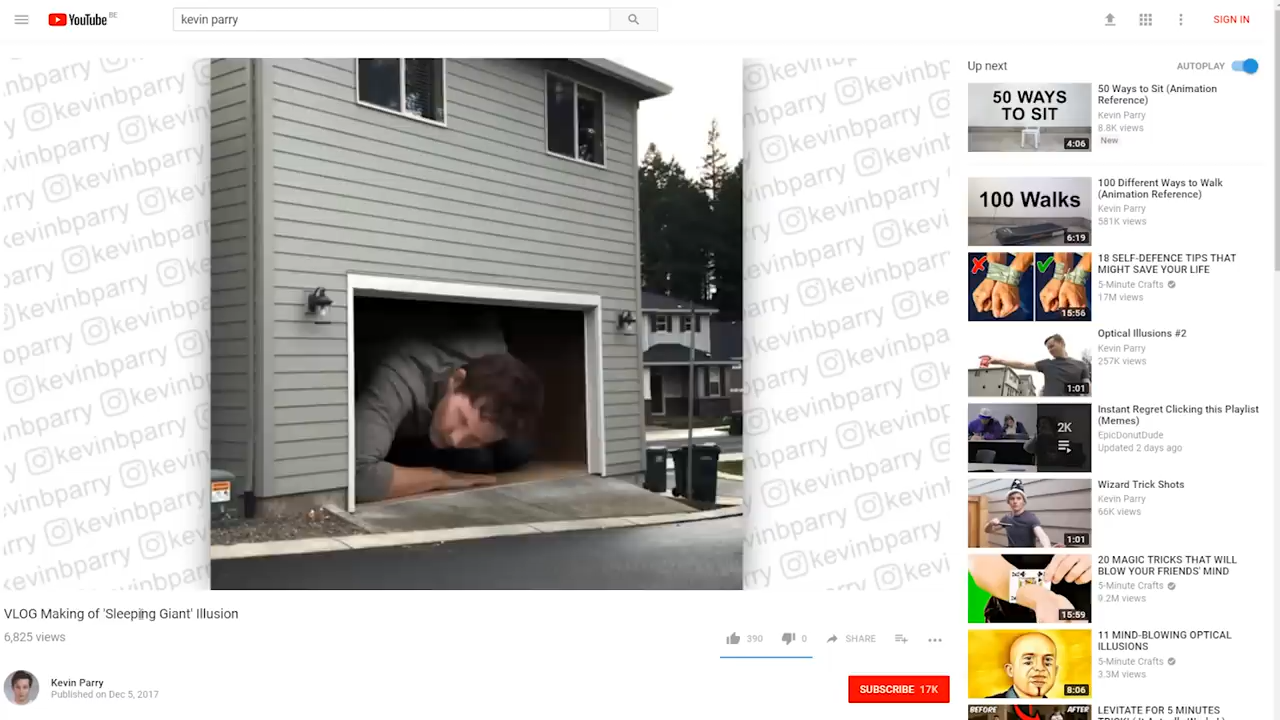 YouTube BE
kevin parry
SIGN IN
@kevinbparry
Up next
AUTOPLAY
50 WAYS
TO SIT
4:06
50 Ways to Sit (Animation
Reference)
Kevin Parry
8.8K views
New
100 Walks
6:19
100 Different Ways to Walk
(Animation Reference)
Kevin Parry
581K views
15:56
18 SELF-DEFENCE TIPS THAT
MIGHT SAVE YOUR LIFE
5-Minute Crafts
17M views
1:01
Optical Illusions #2
Kevin Parry
257K views
2K
Instant Regret Clicking this Playlist
(Memes)
EpicDonutDude
Updated 2 days ago
1:01
Wizard Trick Shots
Kevin Parry
66K views
15:59
20 MAGIC TRICKS THAT WILL
BLOW YOUR FRIENDS' MIND
5-Minute Crafts
9.2M views
8:06
11 MIND-BLOWING OPTICAL
ILLUSIONS
5-Minute Crafts
3.3M views
BEFORE
AFTER
LEVITATE FOR 5 MINUTES
VLOG Making of 'Sleeping Giant' Illusion
6,825 views
390
0
SHARE
Kevin Parry
Published on Dec 5, 2017
SUBSCRIBE 17K